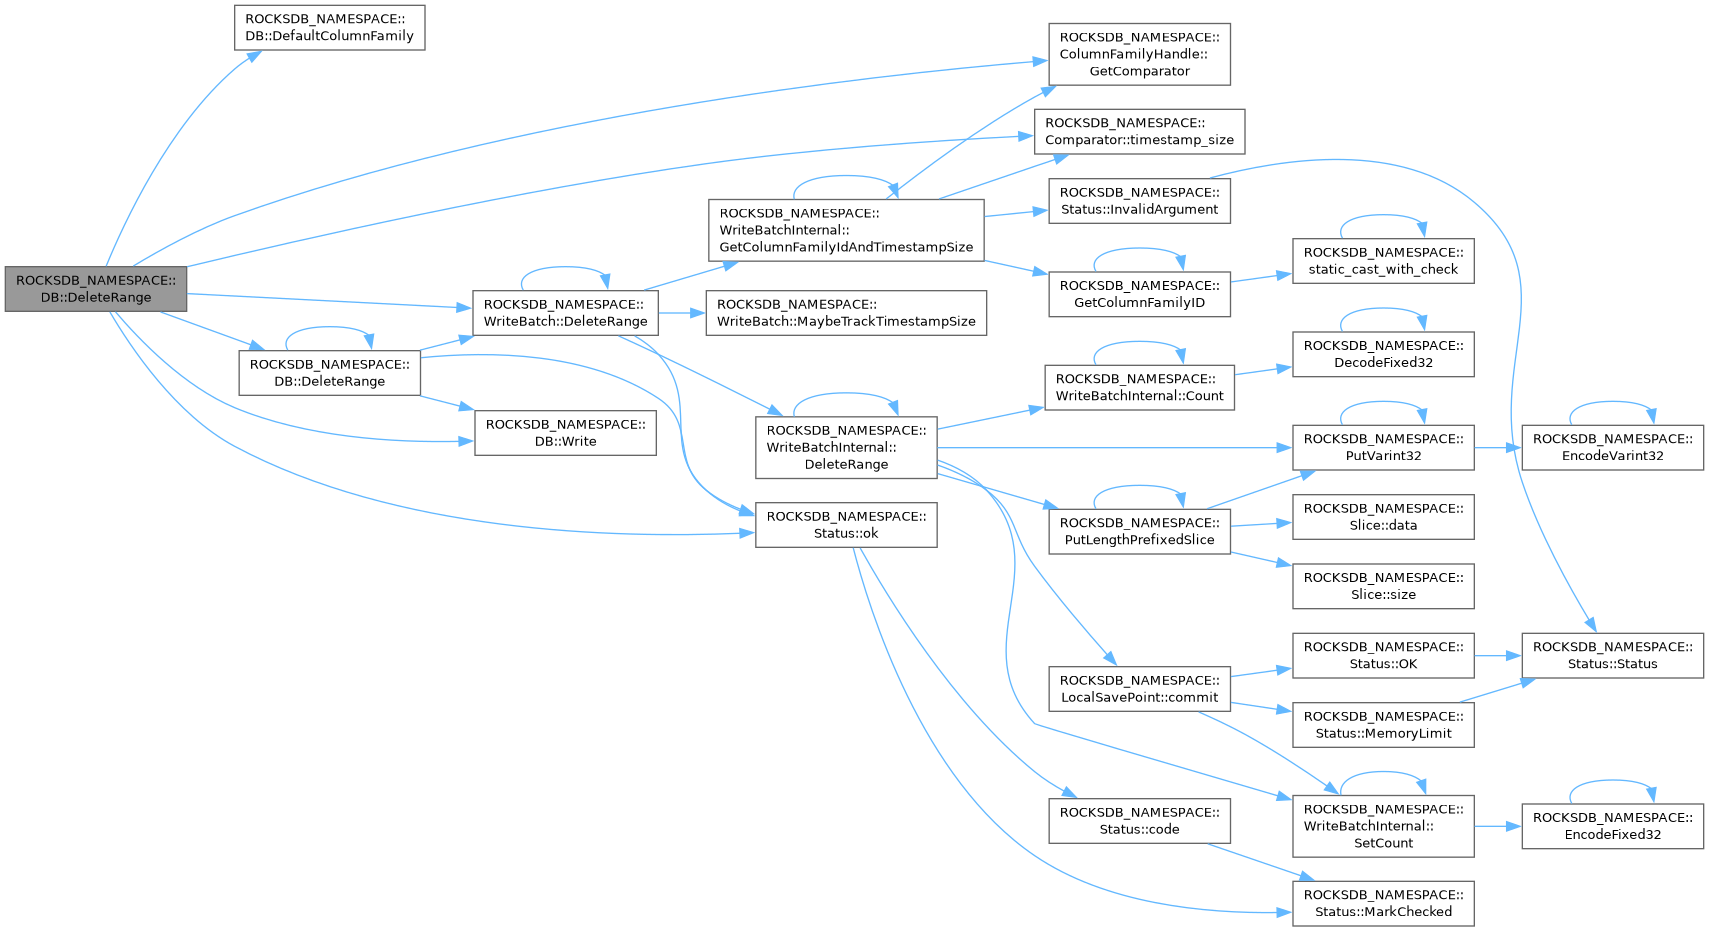 ROCKSDB_NAMESPACE::
DB::DeleteRange
ROCKSDB_NAMESPACE::
DB::DefaultColumnFamily
ROCKSDB_NAMESPACE::
DB::DeleteRange
ROCKSDB_NAMESPACE::
WriteBatch::DeleteRange
ROCKSDB_NAMESPACE::
DB::Write
ROCKSDB_NAMESPACE::
WriteBatchInternal::
GetColumnFamilyIdAndTimestampSize
ROCKSDB_NAMESPACE::
WriteBatch::MaybeTrackTimestampSize
ROCKSDB_NAMESPACE::
WriteBatchInternal::
DeleteRange
ROCKSDB_NAMESPACE::
Status::ok
ROCKSDB_NAMESPACE::
ColumnFamilyHandle::
GetComparator
ROCKSDB_NAMESPACE::
Comparator::timestamp_size
ROCKSDB_NAMESPACE::
Status::InvalidArgument
ROCKSDB_NAMESPACE::
GetColumnFamilyID
ROCKSDB_NAMESPACE::
WriteBatchInternal::Count
ROCKSDB_NAMESPACE::
PutLengthPrefixedSlice
ROCKSDB_NAMESPACE::
LocalSavePoint::commit
ROCKSDB_NAMESPACE::
Status::code
ROCKSDB_NAMESPACE::
static_cast_with_check
ROCKSDB_NAMESPACE::
DecodeFixed32
ROCKSDB_NAMESPACE::
PutVarint32
ROCKSDB_NAMESPACE::
Slice::data
ROCKSDB_NAMESPACE::
Slice::size
ROCKSDB_NAMESPACE::
Status::OK
ROCKSDB_NAMESPACE::
Status::MemoryLimit
ROCKSDB_NAMESPACE::
WriteBatchInternal::
SetCount
ROCKSDB_NAMESPACE::
Status::MarkChecked
ROCKSDB_NAMESPACE::
EncodeVarint32
ROCKSDB_NAMESPACE::
Status::Status
ROCKSDB_NAMESPACE::
EncodeFixed32